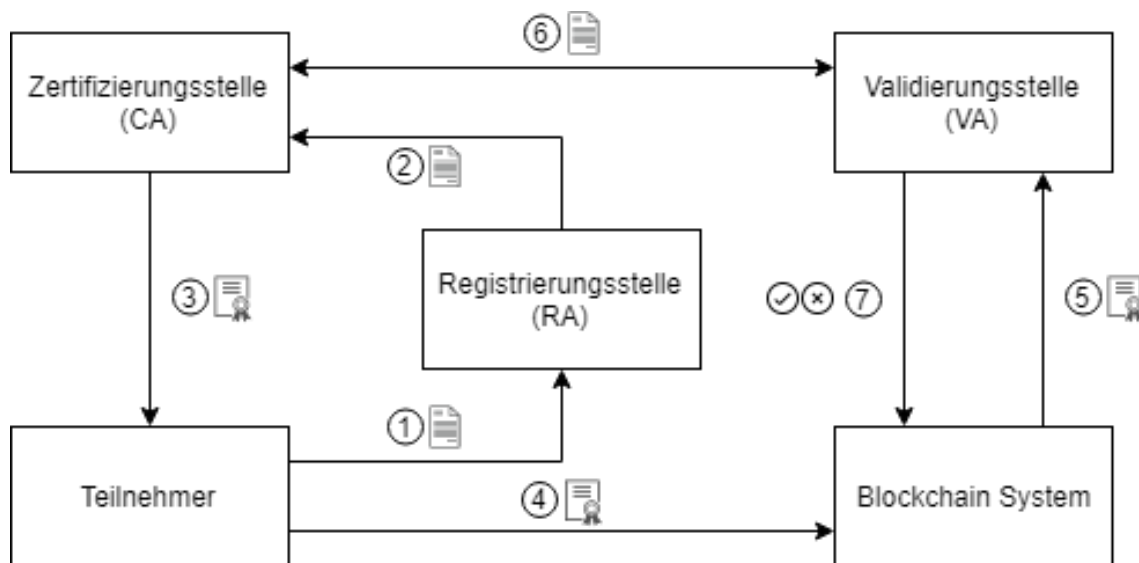 6
Zertifizierungsstelle
(CA)
Validierungsstelle
(VA)
2
Registrierungsstelle
(RA)
3
7
5
1
Teilnehmer
4
Blockchain System